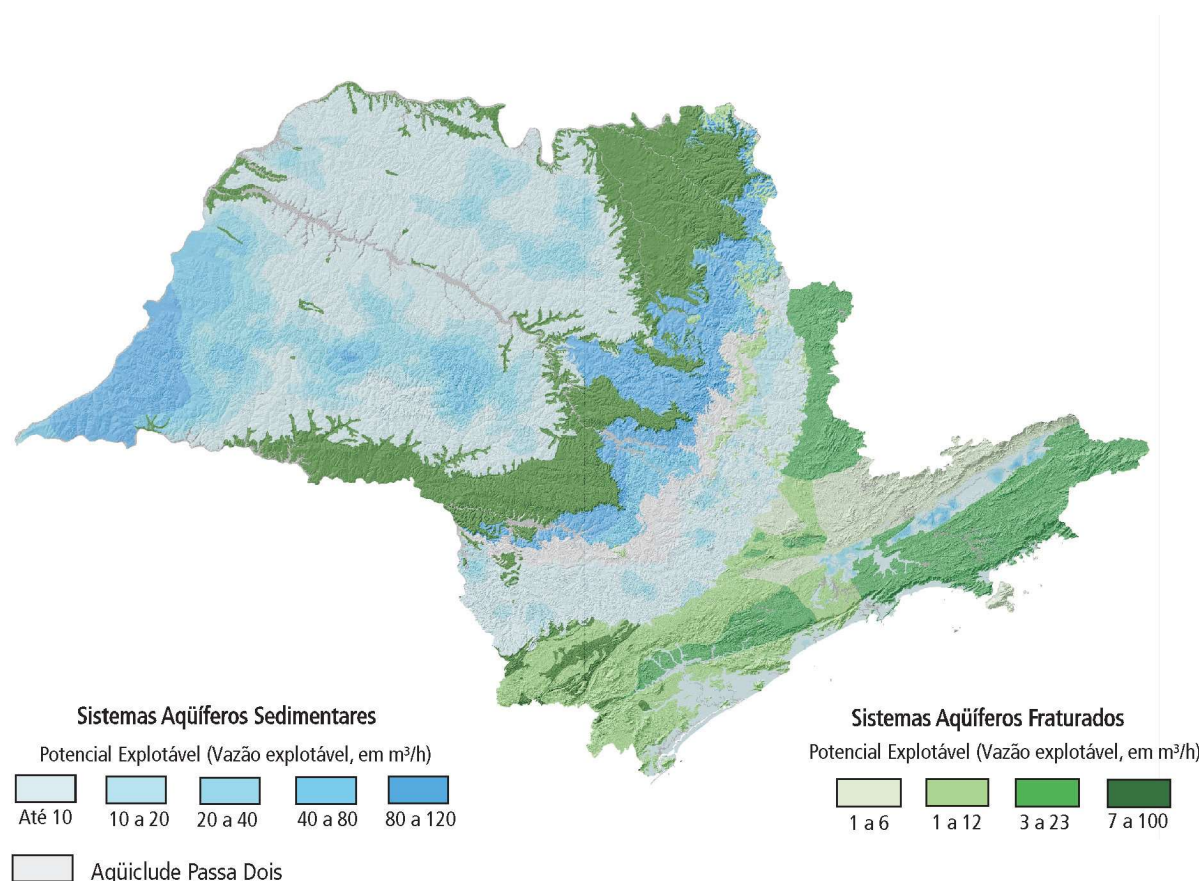 Sistemas Aqüíferos Sedimentares
Potencial Explotável (Vazão explotável, em m³/h)
Até 10
10 a 20
20 a 40
40 a 80
80 a 120
Aqüiclude Passa Dois
Sistemas Aqüíferos Fraturados
Potencial Explotável (Vazão explotável, em m³/h)
1 a 6
1 a 12
3 a 23
7 a 100